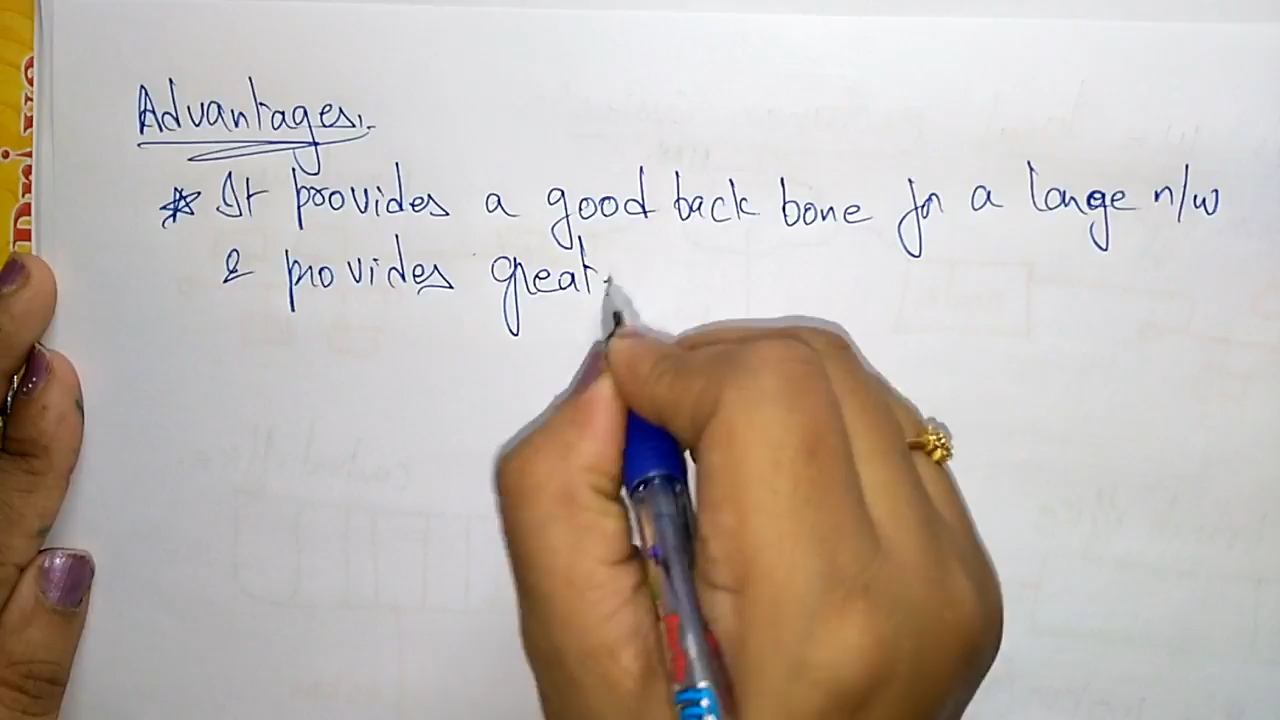 Advantages:-
* It provides a good back bone for a large n/w
& provides great